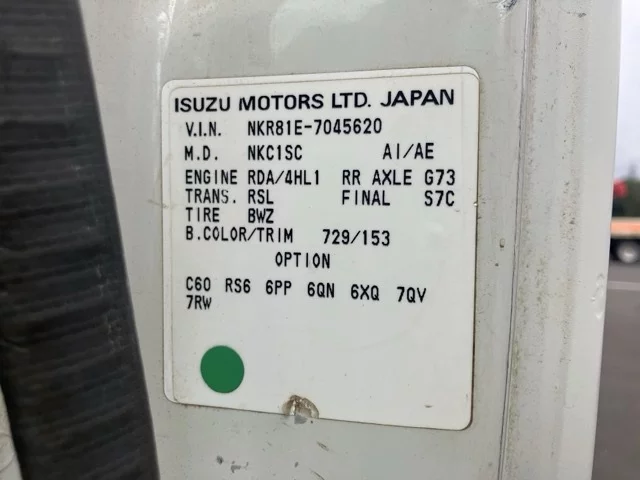 ISUZU MOTORS LTD. JAPAN
V.I.N. NKR81E-7045620
M.D. NKC1SC AI/AE
ENGINE RDA/4HL1 RR AXLE G73
TRANS. RSL FINAL S7C
TIRE BWZ
B.COLOR/TRIM 729/153
OPTION
C60 RS6 6PP 6QN 6XQ 7QV
7RW